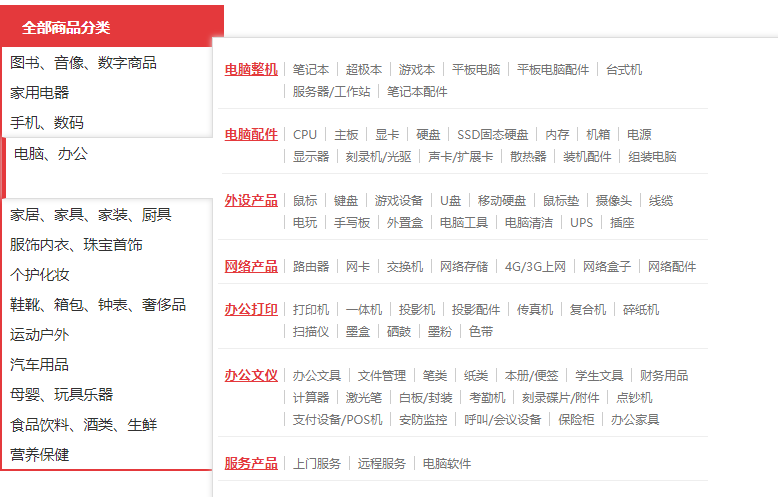 全部商品分类
图书、音像、数字商品
家用电器
手机、数码
电脑、办公
家居、家具、家装、厨具
服饰内衣、珠宝首饰
个护化妆
鞋靴、箱包、钟表、奢侈品
运动户外
汽车用品
母婴、玩具乐器
食品饮料、酒类、生鲜
营养保健
电脑整机 笔记本 超极本 游戏本 平板电脑 平板电脑配件 台式机
服务器/工作站 笔记本配件
电脑配件 CPU 主板 显卡 硬盘 SSD固态硬盘 内存 机箱 电源
显示器 刻录机/光驱 声卡/扩展卡 散热器 装机配件 组装电脑
外设产品 鼠标 键盘 游戏设备 U盘 移动硬盘 鼠标垫 摄像头 线缆
电玩 手写板 外置盒 电脑工具 电脑清洁 UPS 插座
网络产品 路由器 网卡 交换机 网络存储 4G/3G上网 网络盒子 网络配件
办公打印 打印机 一体机 投影机 投影配件 传真机 复合机 碎纸机
扫描仪 墨盒 硒鼓 墨粉 色带
办公文仪 办公文具 文件管理 笔类 纸类 本册/便签 学生文具 财务用品
计算器 激光笔 白板/封装 考勤机 刻录碟片/附件 点钞机
支付设备/POS机 安防监控 呼叫/会议设备 保险柜 办公家具
服务产品 上门服务 远程服务 电脑软件